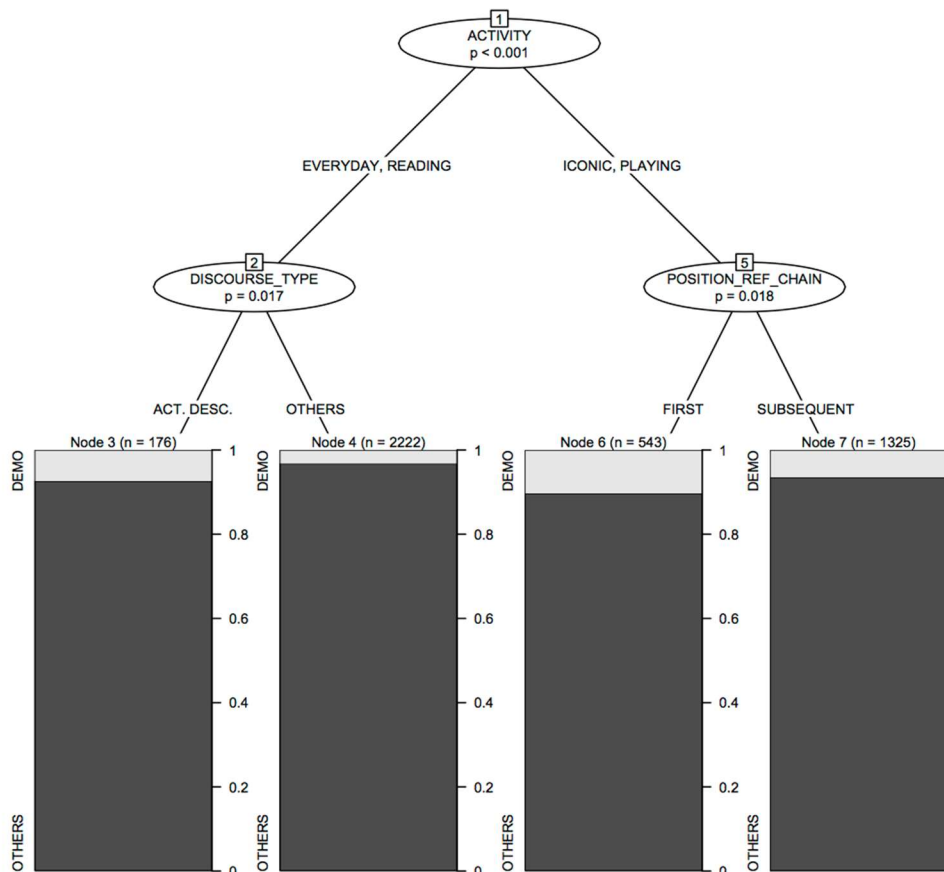 1
ACTIVITY
p < 0.001
EVERYDAY, READING
ICONIC, PLAYING
2
DISCOURSE_TYPE
p = 0.017
5
POSITION_REF_CHAIN
p = 0.018
ACT. DESC.
OTHERS
FIRST
SUBSEQUENT
Node 3 (n = 176)
DEMO
OTHERS
1
0.8
0.6
0.4
0.2
0
Node 4 (n = 2222)
DEMO
OTHERS
1
0.8
0.6
0.4
0.2
0
Node 6 (n = 543)
DEMO
OTHERS
1
0.8
0.6
0.4
0.2
0
Node 7 (n = 1325)
DEMO
OTHERS